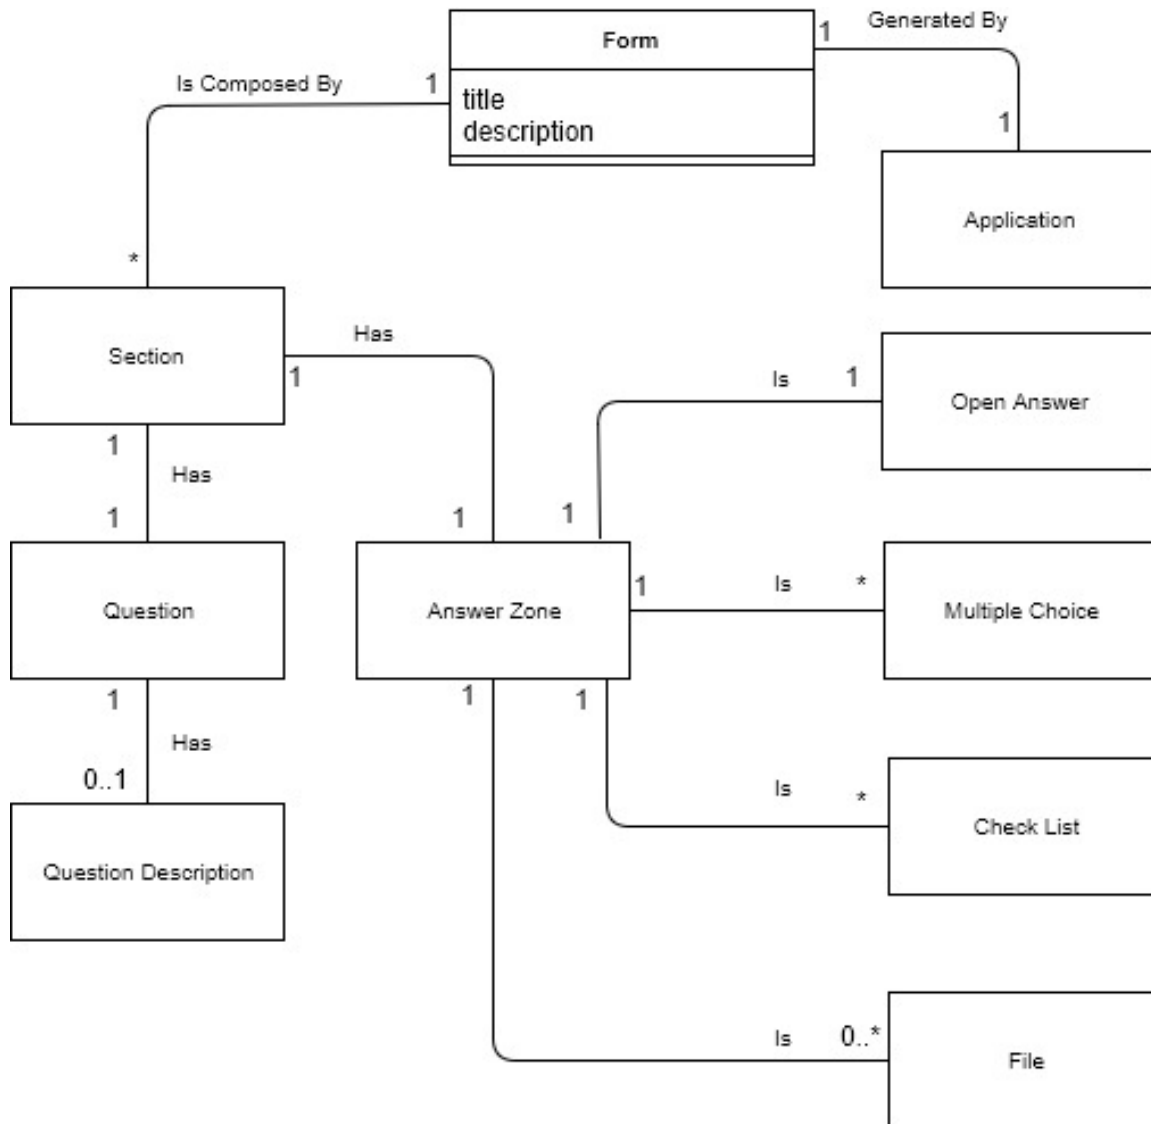 Generated By
1
Form
Is Composed By
1
title
description
1
Application
*
Has
Section
1
Is
1
Open Answer
1
Has
1
1
1
Question
Answer Zone
1
Is
*
Multiple Choice
1
1
1
Has
0..1
Is
*
Check List
Question Description
Is
0..*
File